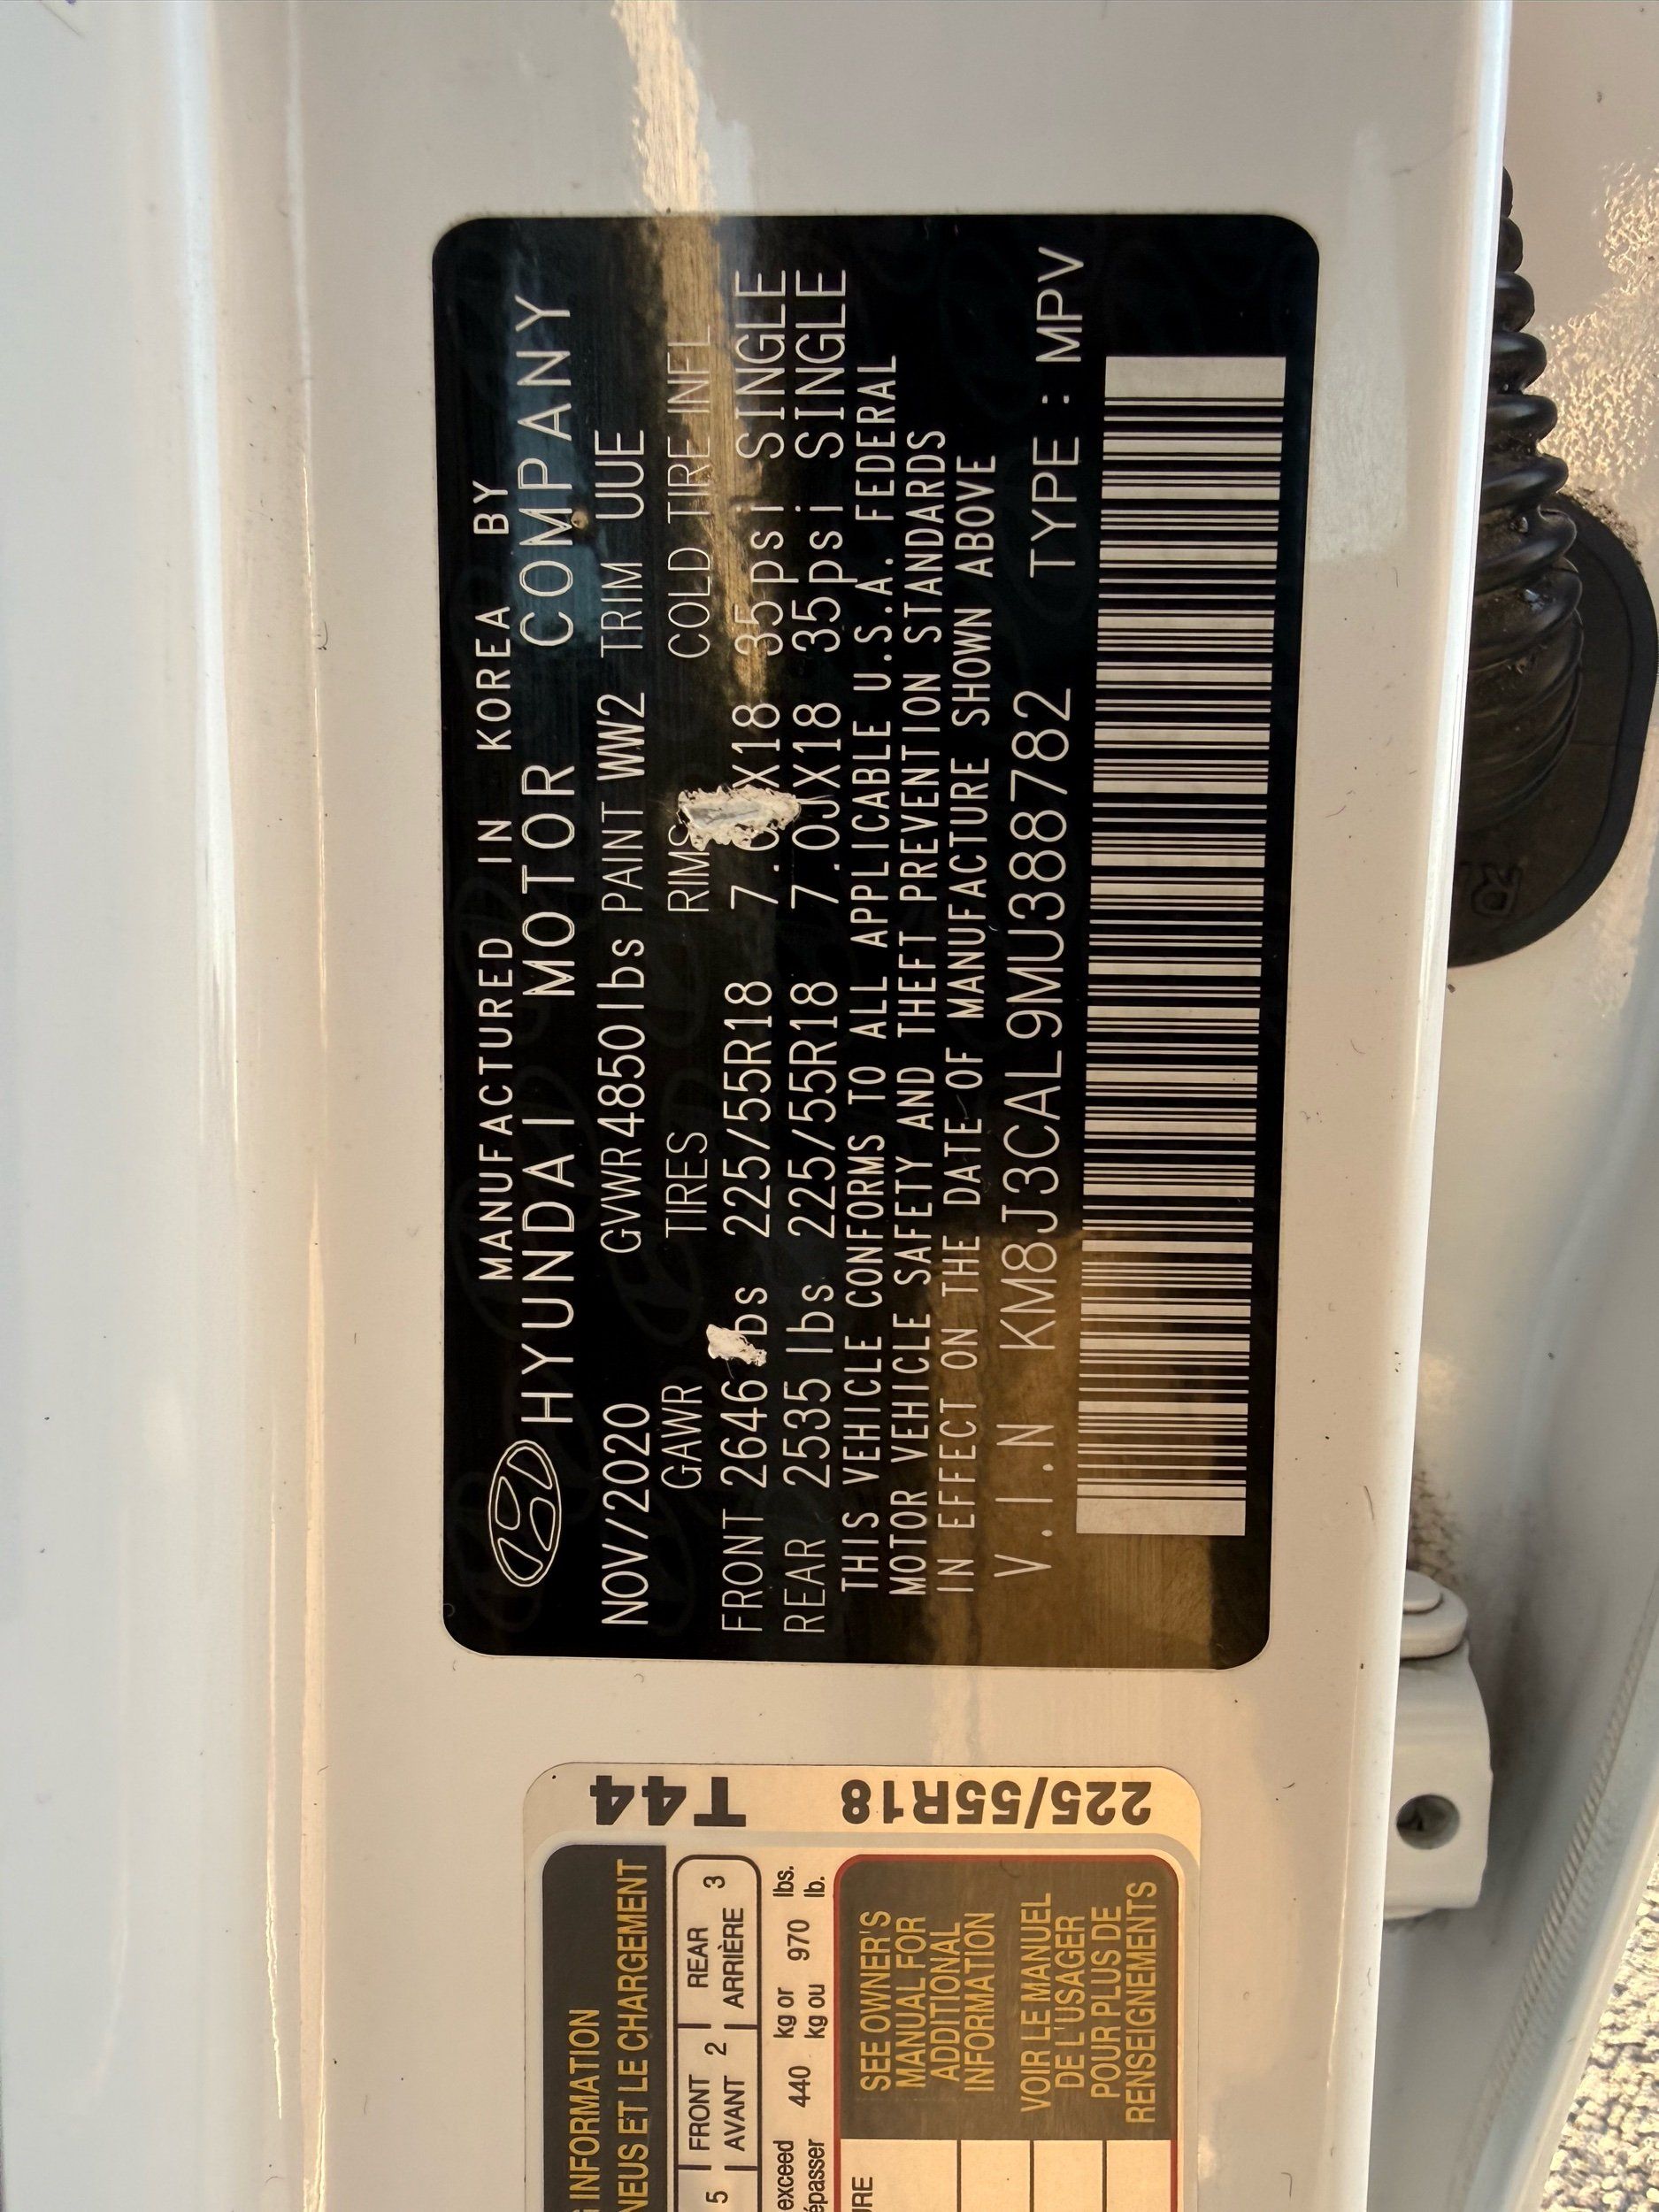 MANUFACTURED IN KOREA BY
HYUNDAI MOTOR COMPANY
NOV/2020 GVWR4850lbs PAINT WW2 TRIM UUE
GAWR TIRES RIMS COLD TIRE INFL
FRONT 2646 lbs 225/55R18 7.0JX18 35psi SINGLE
REAR 2535 lbs 225/55R18 7.0JX18 35psi SINGLE
THIS VEHICLE CONFORMS TO ALL APPLICABLE U.S.A. FEDERAL
MOTOR VEHICLE SAFETY AND THEFT PREVENTION STANDARDS
IN EFFECT ON THE DATE OF MANUFACTURE SHOWN ABOVE
V.I.N KM8J3CAL9MU388782 TYPE : MPV
T44
225/55R18
INFORMATION
ET LE CHARGEMENT
5 FRONT 2 REAR 3
AVANT ARRIÈRE
exceed 440 kg or 970 lbs.
kg ou lb.
SEE OWNER'S
MANUAL FOR
ADDITIONAL
INFORMATION
VOIR LE MANUEL
DE L'USAGER
POUR PLUS DE
RENSEIGNEMENTS
R